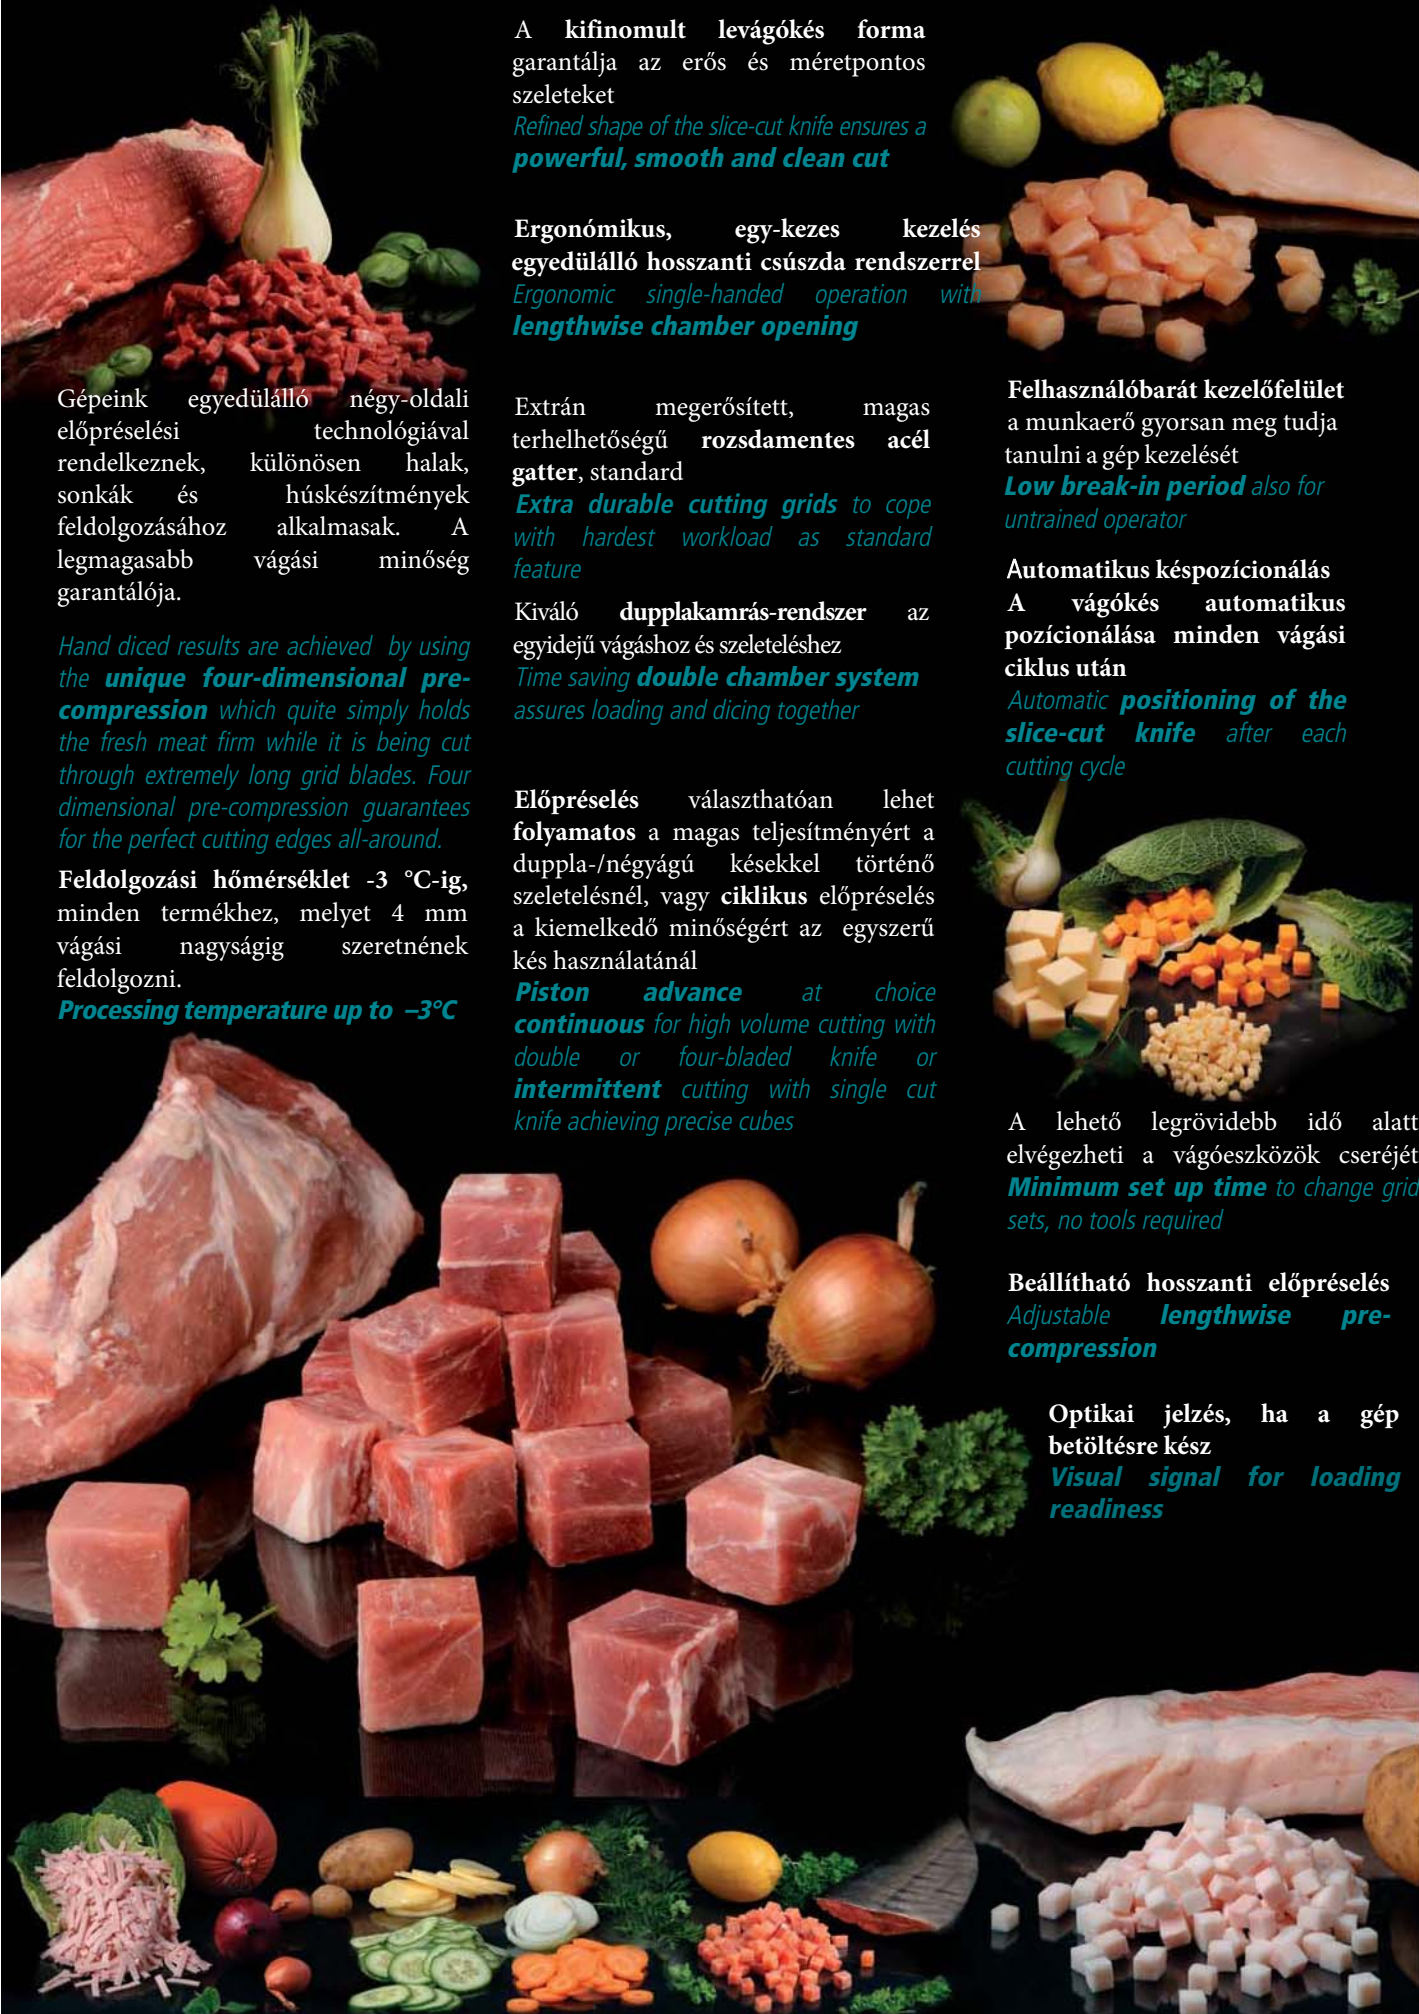 Gépeink egyedülálló négy-oldali
előpréselési technológiával
rendelkeznek, különösen halak,
sonkák és húskészítmények
feldolgozásához alkalmasak. A
legmagasabb vágási minőség
garantálója.
Hand diced results are achieved by using
the unique four-dimensional pre-
compression which quite simply holds
the fresh meat firm while it is being cut
through extremely long grid blades. Four
dimensional pre-compression guarantees
for the perfect cutting edges all-around.
Feldolgozási hőmérséklet -3 °C-ig,
minden termékhez, melyet 4 mm
vágási nagyságig szeretnének
feldolgozni.
Processing temperature up to –3°C
A kifinomult levágókés forma
garantálja az erős és méretpontos
szeleteket
Refined shape of the slice-cut knife ensures a
powerful, smooth and clean cut
Ergonómikus, egy-kezes kezelés
egyedülálló hosszanti csúszda rendszerrel
Ergonomic single-handed operation with
lengthwise chamber opening
Extrán megerősített, magas
terhelhetőségű rozsdamentes acél
gatter, standard
Extra durable cutting grids to cope
with hardest workload as standard
feature
Kiváló dupplakamrás-rendszer az
egyidejű vágáshoz és szeleteléshez
Time saving double chamber system
assures loading and dicing together
Előpréselés választhatóan lehet
folyamatos a magas teljesítményért a
duppla-/négyágú késekkel történő
szeletelésnél, vagy ciklikus előpréselés
a kiemelkedő minőségért az egyszerű
kés használatánál
Piston advance at choice
continuous for high volume cutting with
double or four-bladed knife or
intermittent cutting with single cut
knife achieving precise cubes
Felhasználóbarát kezelőfelület
a munkaerő gyorsan meg tudja
tanulni a gép kezelését
Low break-in period also for
untrained operator
Automatikus késpozícionálás
A vágókés automatikus
pozícionálása minden vágási
ciklus után
Automatic positioning of the
slice-cut knife after each
cutting cycle
A lehető legrövidebb idő alatt
elvégezheti a vágóeszközök cseréjét
Minimum set up time to change grid
sets, no tools required
Beállítható hosszanti előpréselés
Adjustable lengthwise pre-
compression
Optikai jelzés, ha a gép
betöltésre kész
Visual signal for loading
readiness